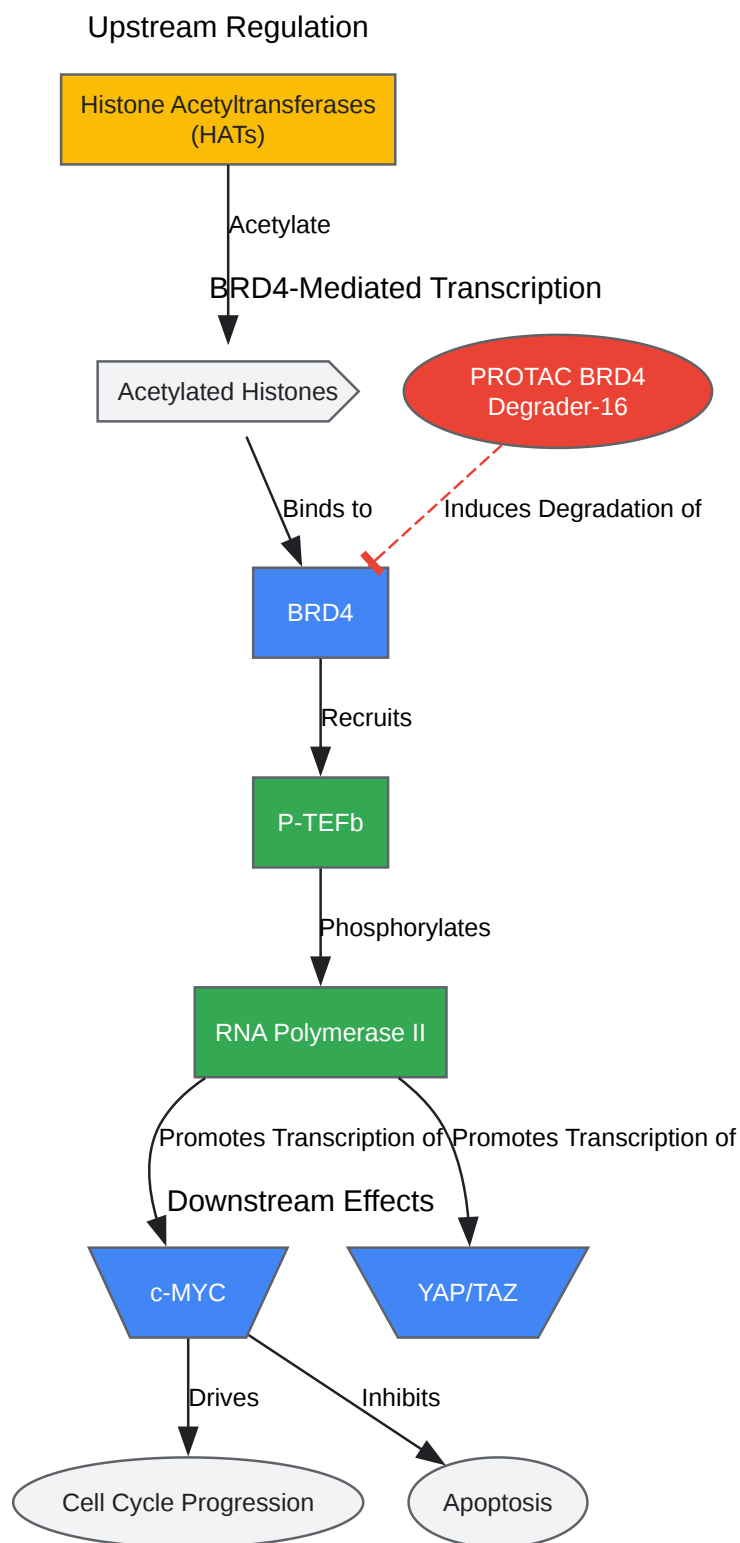 Upstream Regulation
Histone Acetyltransferases
(HATs)
Acetylate
BRD4-Mediated Transcription
Acetylated Histones
PROTAC BRD4
Degrader-16
Binds to
Induces Degradation of
BRD4
Recruits
P-TEFb
Phosphorylates
RNA Polymerase II
Promotes Transcription of
Promotes Transcription of
Downstream Effects
c-MYC
YAP/TAZ
Drives
Inhibits
Cell Cycle Progression
Apoptosis